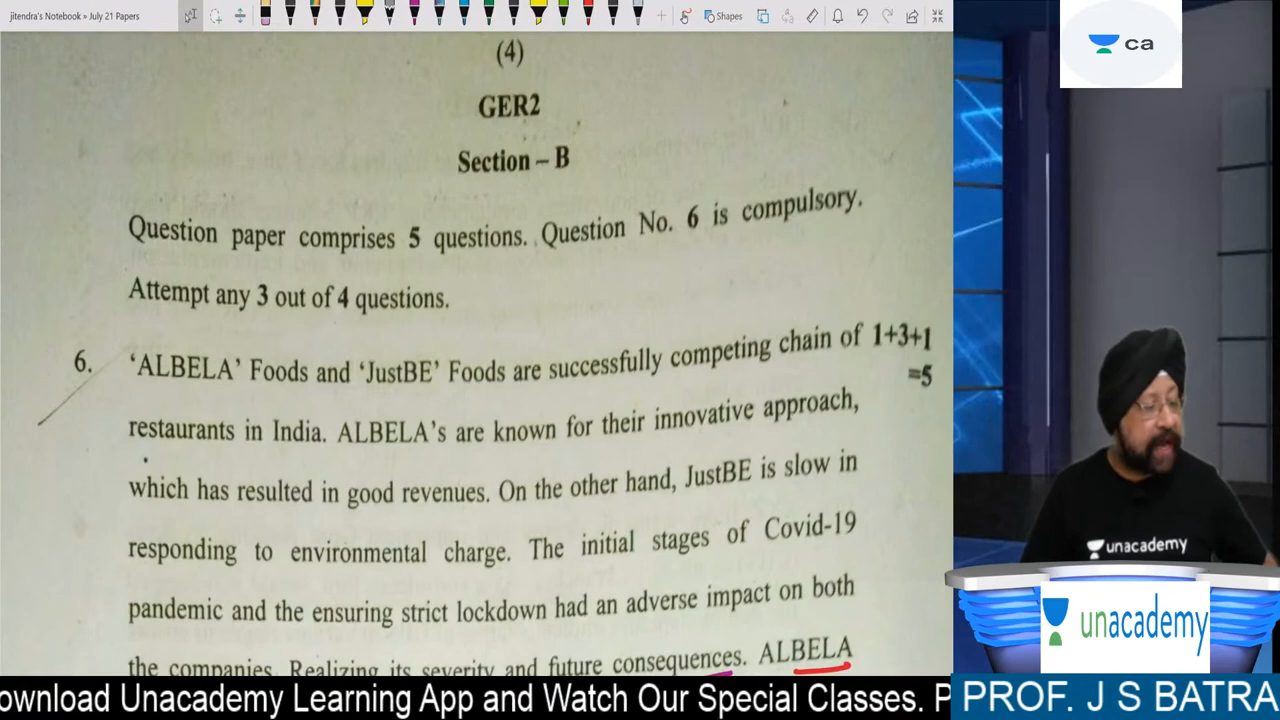 jitendra's Notebook » July 21 Papers
Shapes
ca
(4)
GER2
Section – B
Question paper comprises 5 questions. Question No. 6 is compulsory.
Attempt any 3 out of 4 questions.
6. 'ALBELA' Foods and 'JustBE' Foods are successfully competing chain of 1+3+1
=5
restaurants in India. ALBELA's are known for their innovative approach,
which has resulted in good revenues. On the other hand, JustBE is slow in
responding to environmental charge. The initial stages of Covid-19
pandemic and the ensuring strict lockdown had an adverse impact on both
the companies. Realizing its severity and future consequences. ALBELA
unacademy
unacademy
ownload Unacademy Learning App and Watch Our Special Classes. P
PROF. J S BATRA